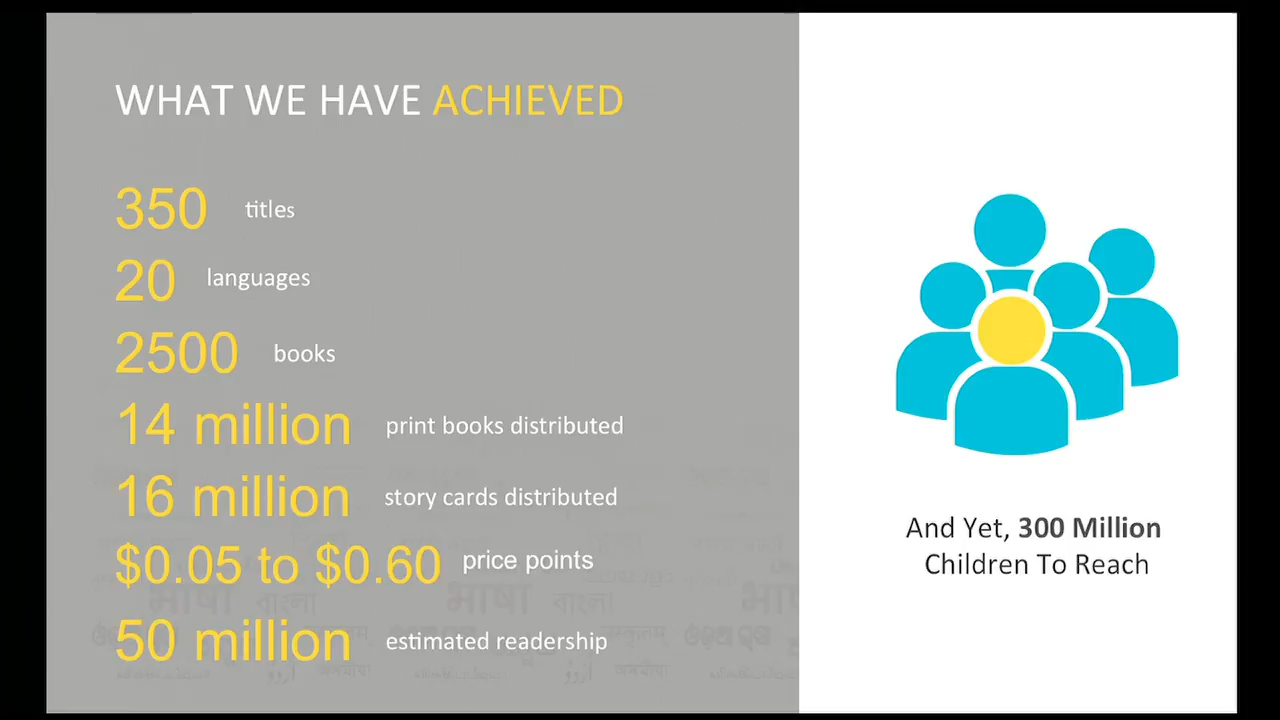 WHAT WE HAVE ACHIEVED
350 titles
20 languages
2500 books
14 million print books distributed
16 million story cards distributed
$0.05 to $0.60 price points
50 million estimated readership
भाषा বাংলা भाषा বাংলা
And Yet, 300 Million
Children To Reach